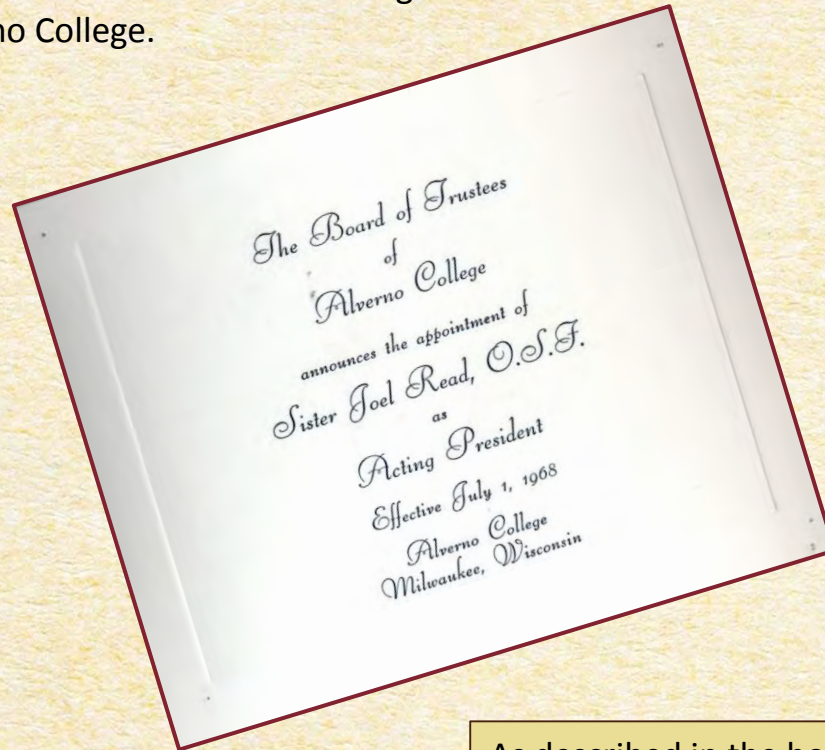 no College.
The Board of Trustees
of
Alverno College
announces the appointment of
Sister Joel Read, O.S.F.
as
Acting President
Effective July 1, 1968
Alverno College
Milwaukee, Wisconsin
As described in the